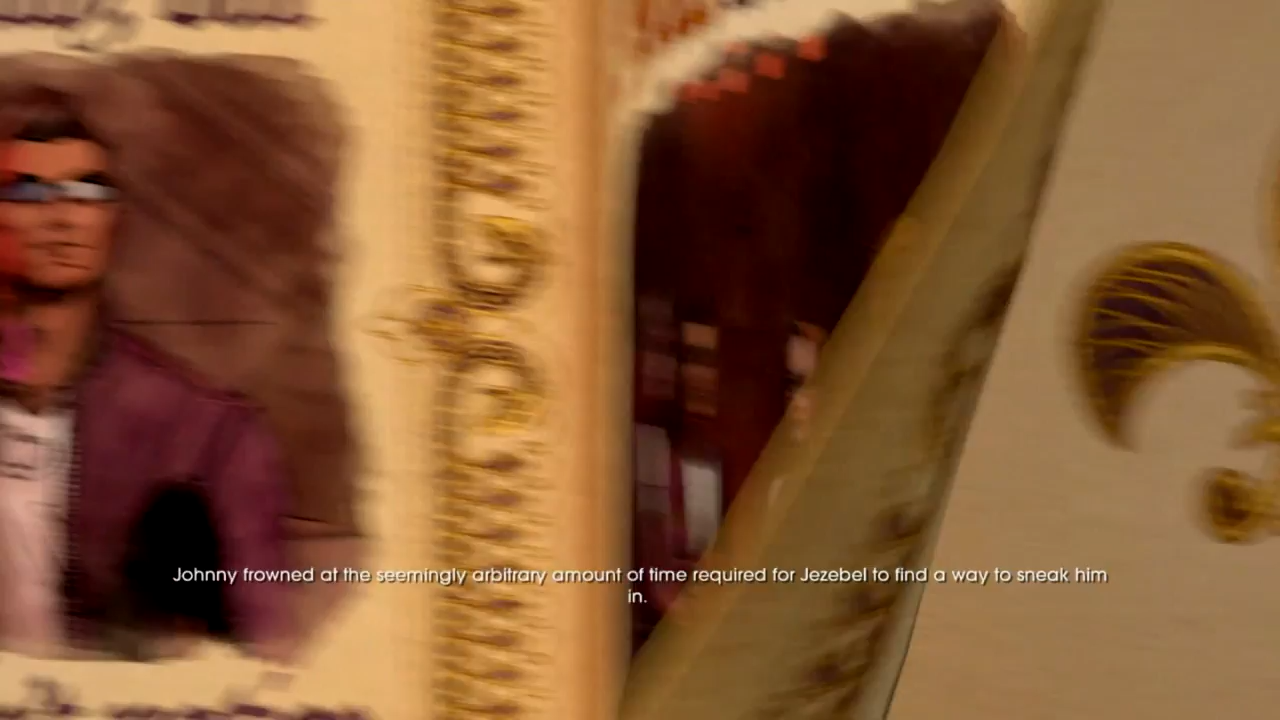 Johnny frowned at the seemingly arbitrary amount of time required for Jezebel to find a way to sneak him
in.